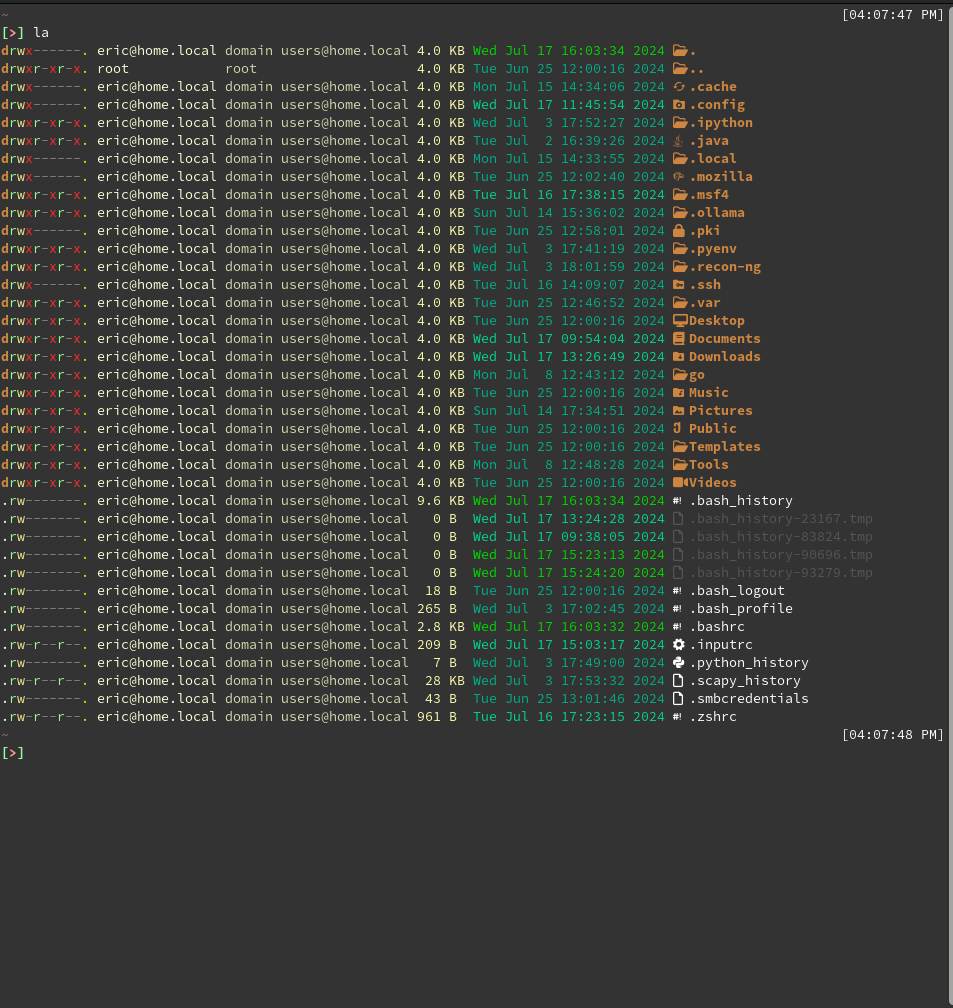 ~ [04:07:47 PM]
[>] la
drwx------. eric@home.local domain users@home.local 4.0 KB Wed Jul 17 16:03:34 2024 .
drwxr-xr-x. root root 4.0 KB Tue Jun 25 12:00:16 2024 ..
drwx------. eric@home.local domain users@home.local 4.0 KB Mon Jul 15 14:34:06 2024 .cache
drwx------. eric@home.local domain users@home.local 4.0 KB Wed Jul 17 11:45:54 2024 .config
drwxr-xr-x. eric@home.local domain users@home.local 4.0 KB Wed Jul 3 17:52:27 2024 .ipython
drwxr-xr-x. eric@home.local domain users@home.local 4.0 KB Tue Jul 2 16:39:26 2024 .java
drwx------. eric@home.local domain users@home.local 4.0 KB Mon Jul 15 14:33:55 2024 .local
drwx------. eric@home.local domain users@home.local 4.0 KB Tue Jun 25 12:02:40 2024 .mozilla
drwxr-xr-x. eric@home.local domain users@home.local 4.0 KB Tue Jul 16 17:38:15 2024 .msf4
drwxr-xr-x. eric@home.local domain users@home.local 4.0 KB Sun Jul 14 15:36:02 2024 .ollama
drwx------. eric@home.local domain users@home.local 4.0 KB Tue Jun 25 12:58:01 2024 .pki
drwxr-xr-x. eric@home.local domain users@home.local 4.0 KB Wed Jul 3 17:41:19 2024 .pyenv
drwxr-xr-x. eric@home.local domain users@home.local 4.0 KB Wed Jul 3 18:01:59 2024 .recon-ng
drwx------. eric@home.local domain users@home.local 4.0 KB Tue Jul 16 14:09:07 2024 .ssh
drwxr-xr-x. eric@home.local domain users@home.local 4.0 KB Tue Jun 25 12:46:52 2024 .var
drwxr-xr-x. eric@home.local domain users@home.local 4.0 KB Tue Jun 25 12:00:16 2024 Desktop
drwxr-xr-x. eric@home.local domain users@home.local 4.0 KB Wed Jul 17 09:54:04 2024 Documents
drwxr-xr-x. eric@home.local domain users@home.local 4.0 KB Wed Jul 17 13:26:49 2024 Downloads
drwxr-xr-x. eric@home.local domain users@home.local 4.0 KB Mon Jul 8 12:43:12 2024 go
drwxr-xr-x. eric@home.local domain users@home.local 4.0 KB Tue Jun 25 12:00:16 2024 Music
drwxr-xr-x. eric@home.local domain users@home.local 4.0 KB Sun Jul 14 17:34:51 2024 Pictures
drwxr-xr-x. eric@home.local domain users@home.local 4.0 KB Tue Jun 25 12:00:16 2024 Public
drwxr-xr-x. eric@home.local domain users@home.local 4.0 KB Tue Jun 25 12:00:16 2024 Templates
drwxr-xr-x. eric@home.local domain users@home.local 4.0 KB Mon Jul 8 12:48:28 2024 Tools
drwxr-xr-x. eric@home.local domain users@home.local 4.0 KB Tue Jun 25 12:00:16 2024 Videos
.rw-------. eric@home.local domain users@home.local 9.6 KB Wed Jul 17 16:03:34 2024 .bash_history
.rw-------. eric@home.local domain users@home.local 0 B Wed Jul 17 13:24:28 2024 .bash_history-23167.tmp
.rw-------. eric@home.local domain users@home.local 0 B Wed Jul 17 09:38:05 2024 .bash_history-83824.tmp
.rw-------. eric@home.local domain users@home.local 0 B Wed Jul 17 15:23:13 2024 .bash_history-90696.tmp
.rw-------. eric@home.local domain users@home.local 0 B Wed Jul 17 15:24:20 2024 .bash_history-93279.tmp
.rw-------. eric@home.local domain users@home.local 18 B Tue Jun 25 12:00:16 2024 .bash_logout
.rw-------. eric@home.local domain users@home.local 265 B Wed Jul 3 17:02:45 2024 .bash_profile
.rw-------. eric@home.local domain users@home.local 2.8 KB Wed Jul 17 16:03:32 2024 .bashrc
.rw-r--r--. eric@home.local domain users@home.local 209 B Wed Jul 17 15:03:17 2024 .inputrc
.rw-------. eric@home.local domain users@home.local 7 B Wed Jul 3 17:49:00 2024 .python_history
.rw-r--r--. eric@home.local domain users@home.local 28 KB Wed Jul 3 17:53:32 2024 .scapy_history
.rw-------. eric@home.local domain users@home.local 43 B Tue Jun 25 13:01:46 2024 .smbcredentials
.rw-r--r--. eric@home.local domain users@home.local 961 B Tue Jul 16 17:23:15 2024 .zshrc
~ [04:07:48 PM]
[>]